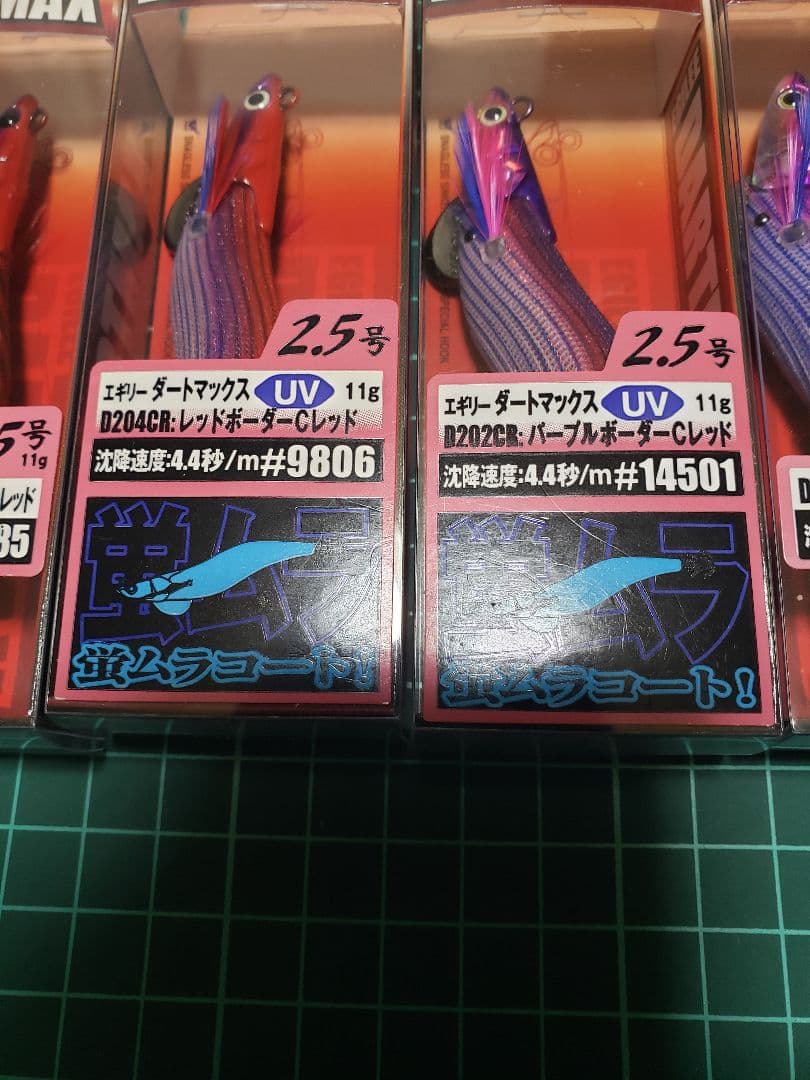 MAX
2.5号
エギリー ダートマックス UV 11g
D204CR:レッドボーダーCレッド
沈降速度:4.4秒/m #9806
蛍ムラ
蛍ムラコート!
2.5号
エギリー ダートマックス UV 11g
D202CR:パープルボーダーCレッド
沈降速度:4.4秒/m #14501
蛍ムラ
蛍ムラコート!
5号
11g
レッド
85
DART
HOOK